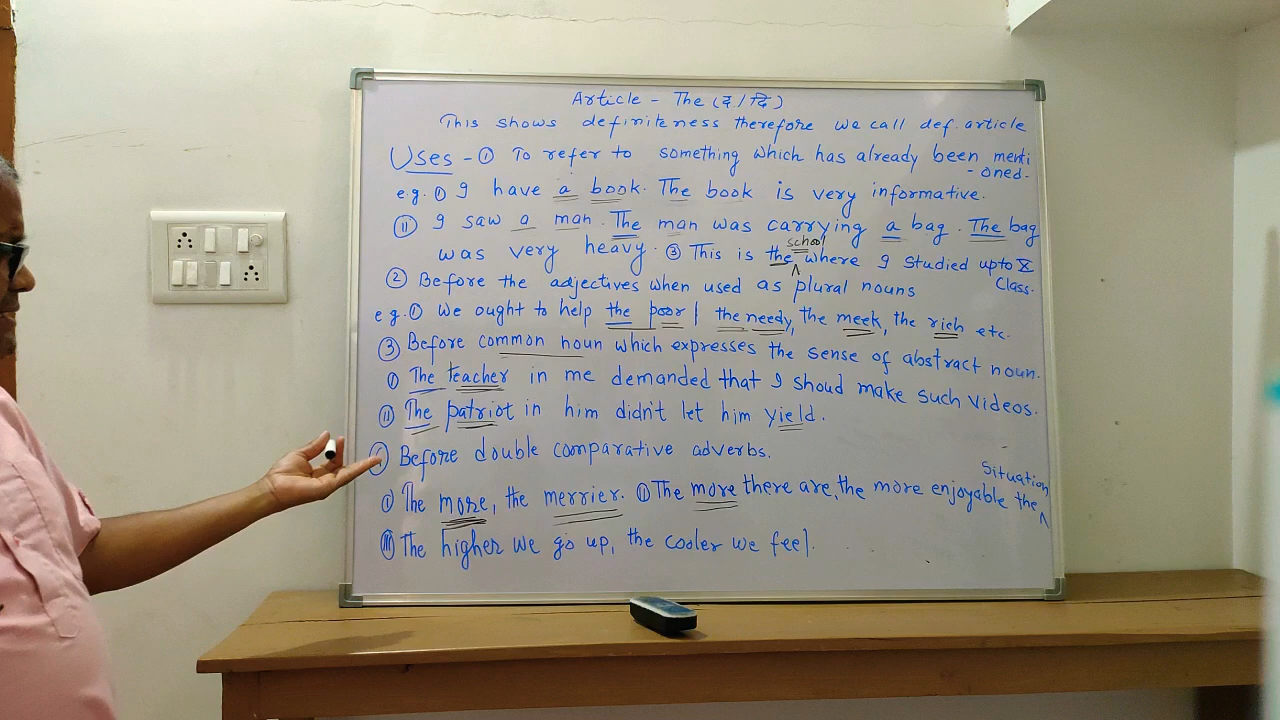 Article - The (द/दि)
This shows definiteness therefore we call def. article
Uses - ① To refer to something which has already been menti
- oned.
e.g. ① I have a book. The book is very informative.
Ⓘⓘ I saw a man. The man was carrying a bag. The bag
was very heavy. ③ This is the school where I studied upto X
Class.
② Before the adjectives when used as plural nouns
e.g. ① We ought to help the poor / the needy, the meek, the rich etc.
③ Before common noun which expresses the sense of abstract noun.
① The teacher in me demanded that I shoud make such videos.
Ⓘⓘ The patriot in him didn't let him yield.
④ Before double comparative adverbs.
① The more, the merrier. Ⓘⓘ The more there are, the more enjoyable the situation
Ⓘⓘⓘ The higher we go up, the cooler we feel.